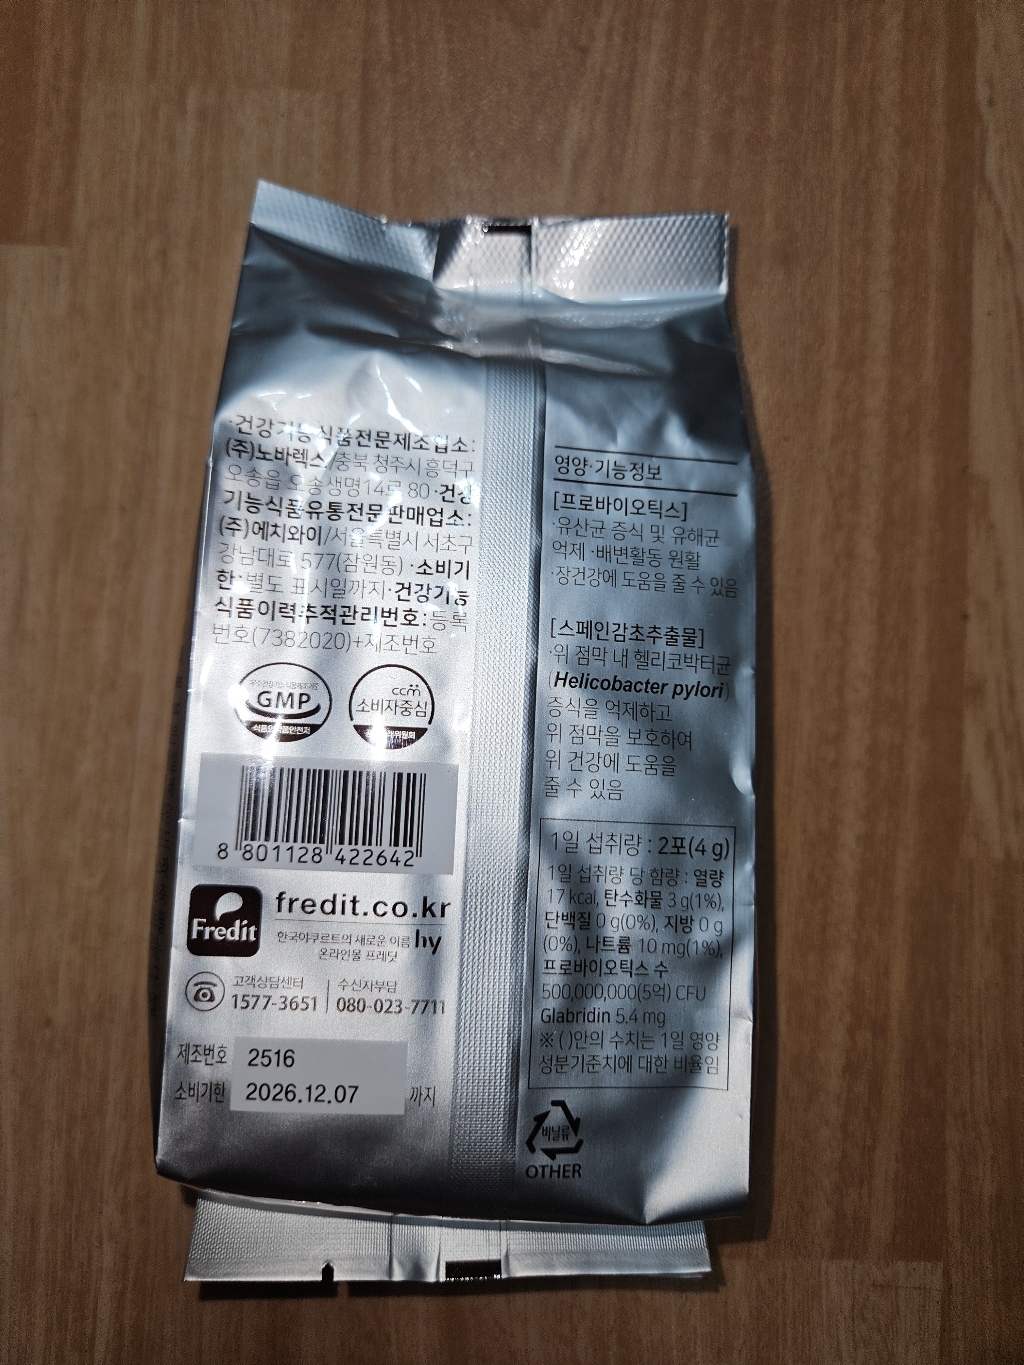 ·건강기능식품전문제조업소:
(주)노바렉스/충북 청주시 흥덕구
오송읍 오송생명14로 80 ·건강
기능식품유통전문판매업소:
(주)에치와이/서울특별시 서초구
강남대로 577(잠원동) ·소비기
한: 별도 표시일까지 ·건강기능
식품이력추적관리번호: 등록
번호(7382020)+제조번호
GMP
ccm
소비자중심
8 801128 422642
Fredit
fredit.co.kr
한국야쿠르트의 새로운 이름 hy
온라인몰 프레딧
고객상담센터
1577-3651
수신자부담
080-023-7711
제조번호 2516
소비기한 2026.12.07 까지
영양·기능정보
[프로바이오틱스]
·유산균 증식 및 유해균
억제 ·배변활동 원활
·장건강에 도움을 줄 수 있음
[스페인감초추출물]
·위 점막 내 헬리코박터균
(Helicobacter pylori)
증식을 억제하고
위 점막을 보호하여
위 건강에 도움을
줄 수 있음
1일 섭취량 : 2포(4 g)
1일 섭취량 당 함량 : 열량
17 kcal, 탄수화물 3 g(1%),
단백질 0 g(0%), 지방 0 g
(0%), 나트륨 10 mg(1%),
프로바이오틱스 수
500,000,000(5억) CFU
Glabridin 5.4 mg
※ ( )안의 수치는 1일 영양
성분기준치에 대한 비율임
비닐류
OTHER